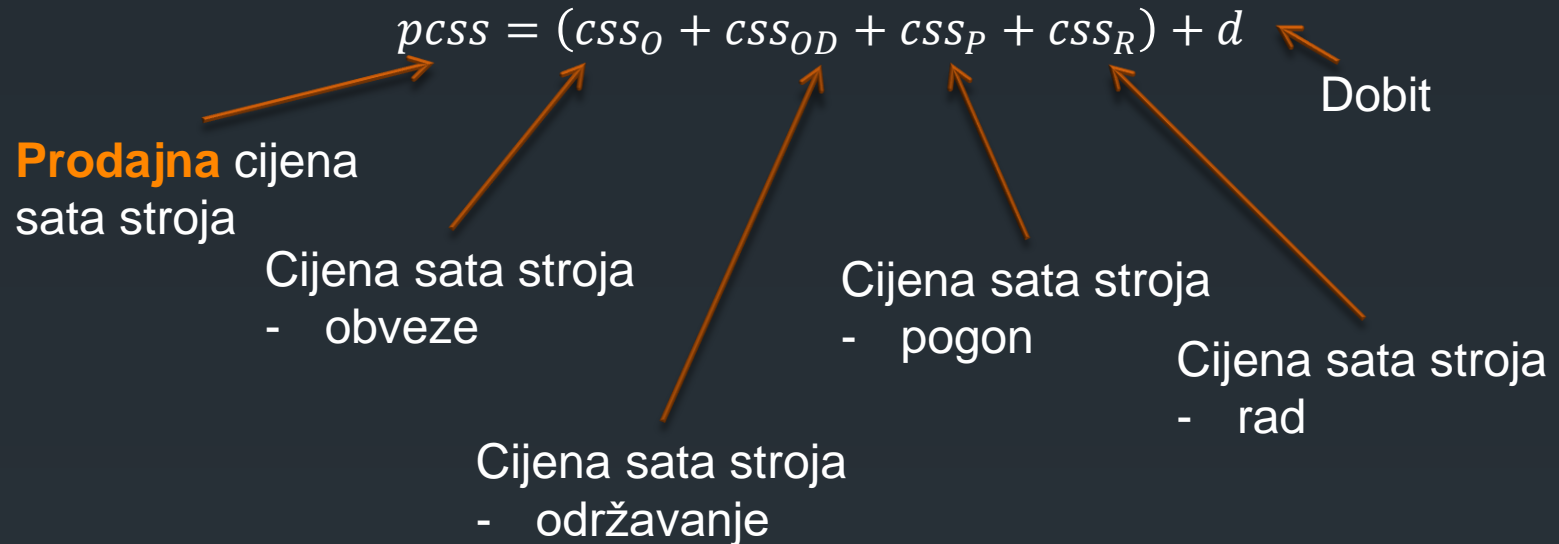 pcss = (css_O + css_OD + css_P + css_R) + d
Dobit
Prodajna cijena
sata stroja
Cijena sata stroja
- obveze
Cijena sata stroja
- pogon
Cijena sata stroja
- rad
Cijena sata stroja
- održavanje